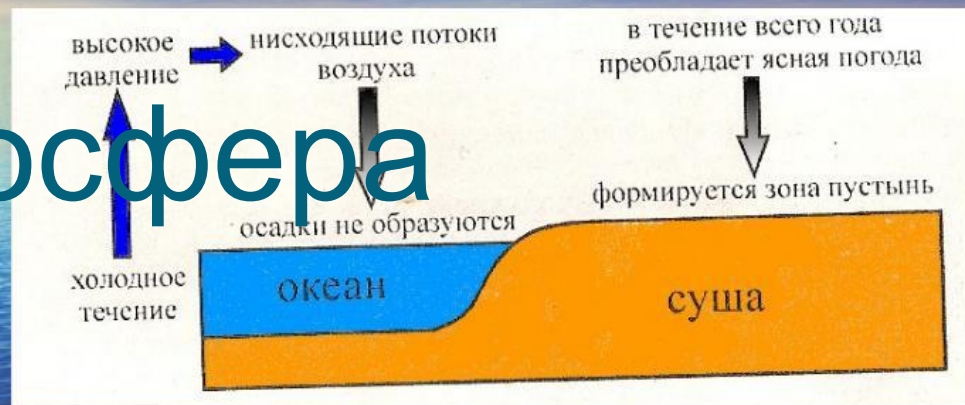 высокое
давление
нисходящие потоки
воздуха
в течение всего года
преобладает ясная погода
осфера
осадки не образуются
формируется зона пустынь
холодное
течение
океан
суша